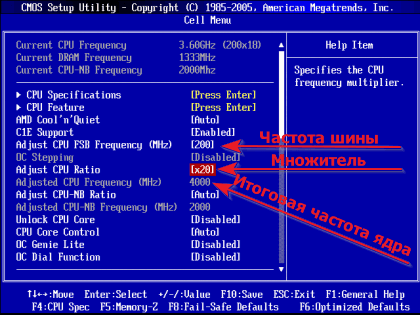 CMOS Setup Utility - Copyright (C) 1985-2005, American Megatrends, Inc.
Cell Menu
Current CPU Frequency 3.60GHz (200x18)
Current DRAM Frequency 1333MHz
Current CPU-NB Frequency 2000Mhz
Help Item
Specifies the CPU
frequency multiplier.
CPU Specifications [Press Enter]
CPU Feature [Press Enter]
AMD Cool'n'Quiet [Auto]
C1E Support [Enabled]
Adjust CPU FSB Frequency (MHz) [200]
OC Stepping [Disabled]
Adjust CPU Ratio [x20]
Adjusted CPU Frequency (MHz) 4000
Adjust CPU-NB Ratio [Auto]
Adjusted CPU-NB Frequency (MHz) 2000
Unlock CPU Core [Disabled]
CPU Core Control [Auto]
OC Genie Lite [Disabled]
OC Dial Function [Disabled]
Частота шины
Множитель
Итоговая частота ядра
↑↓←→:Move Enter:Select +/-/:Value F10:Save ESC:Exit F1:General Help
F4:CPU Spec F5:Memory-Z F8:Fail-Safe Defaults F6:Optimized Defaults